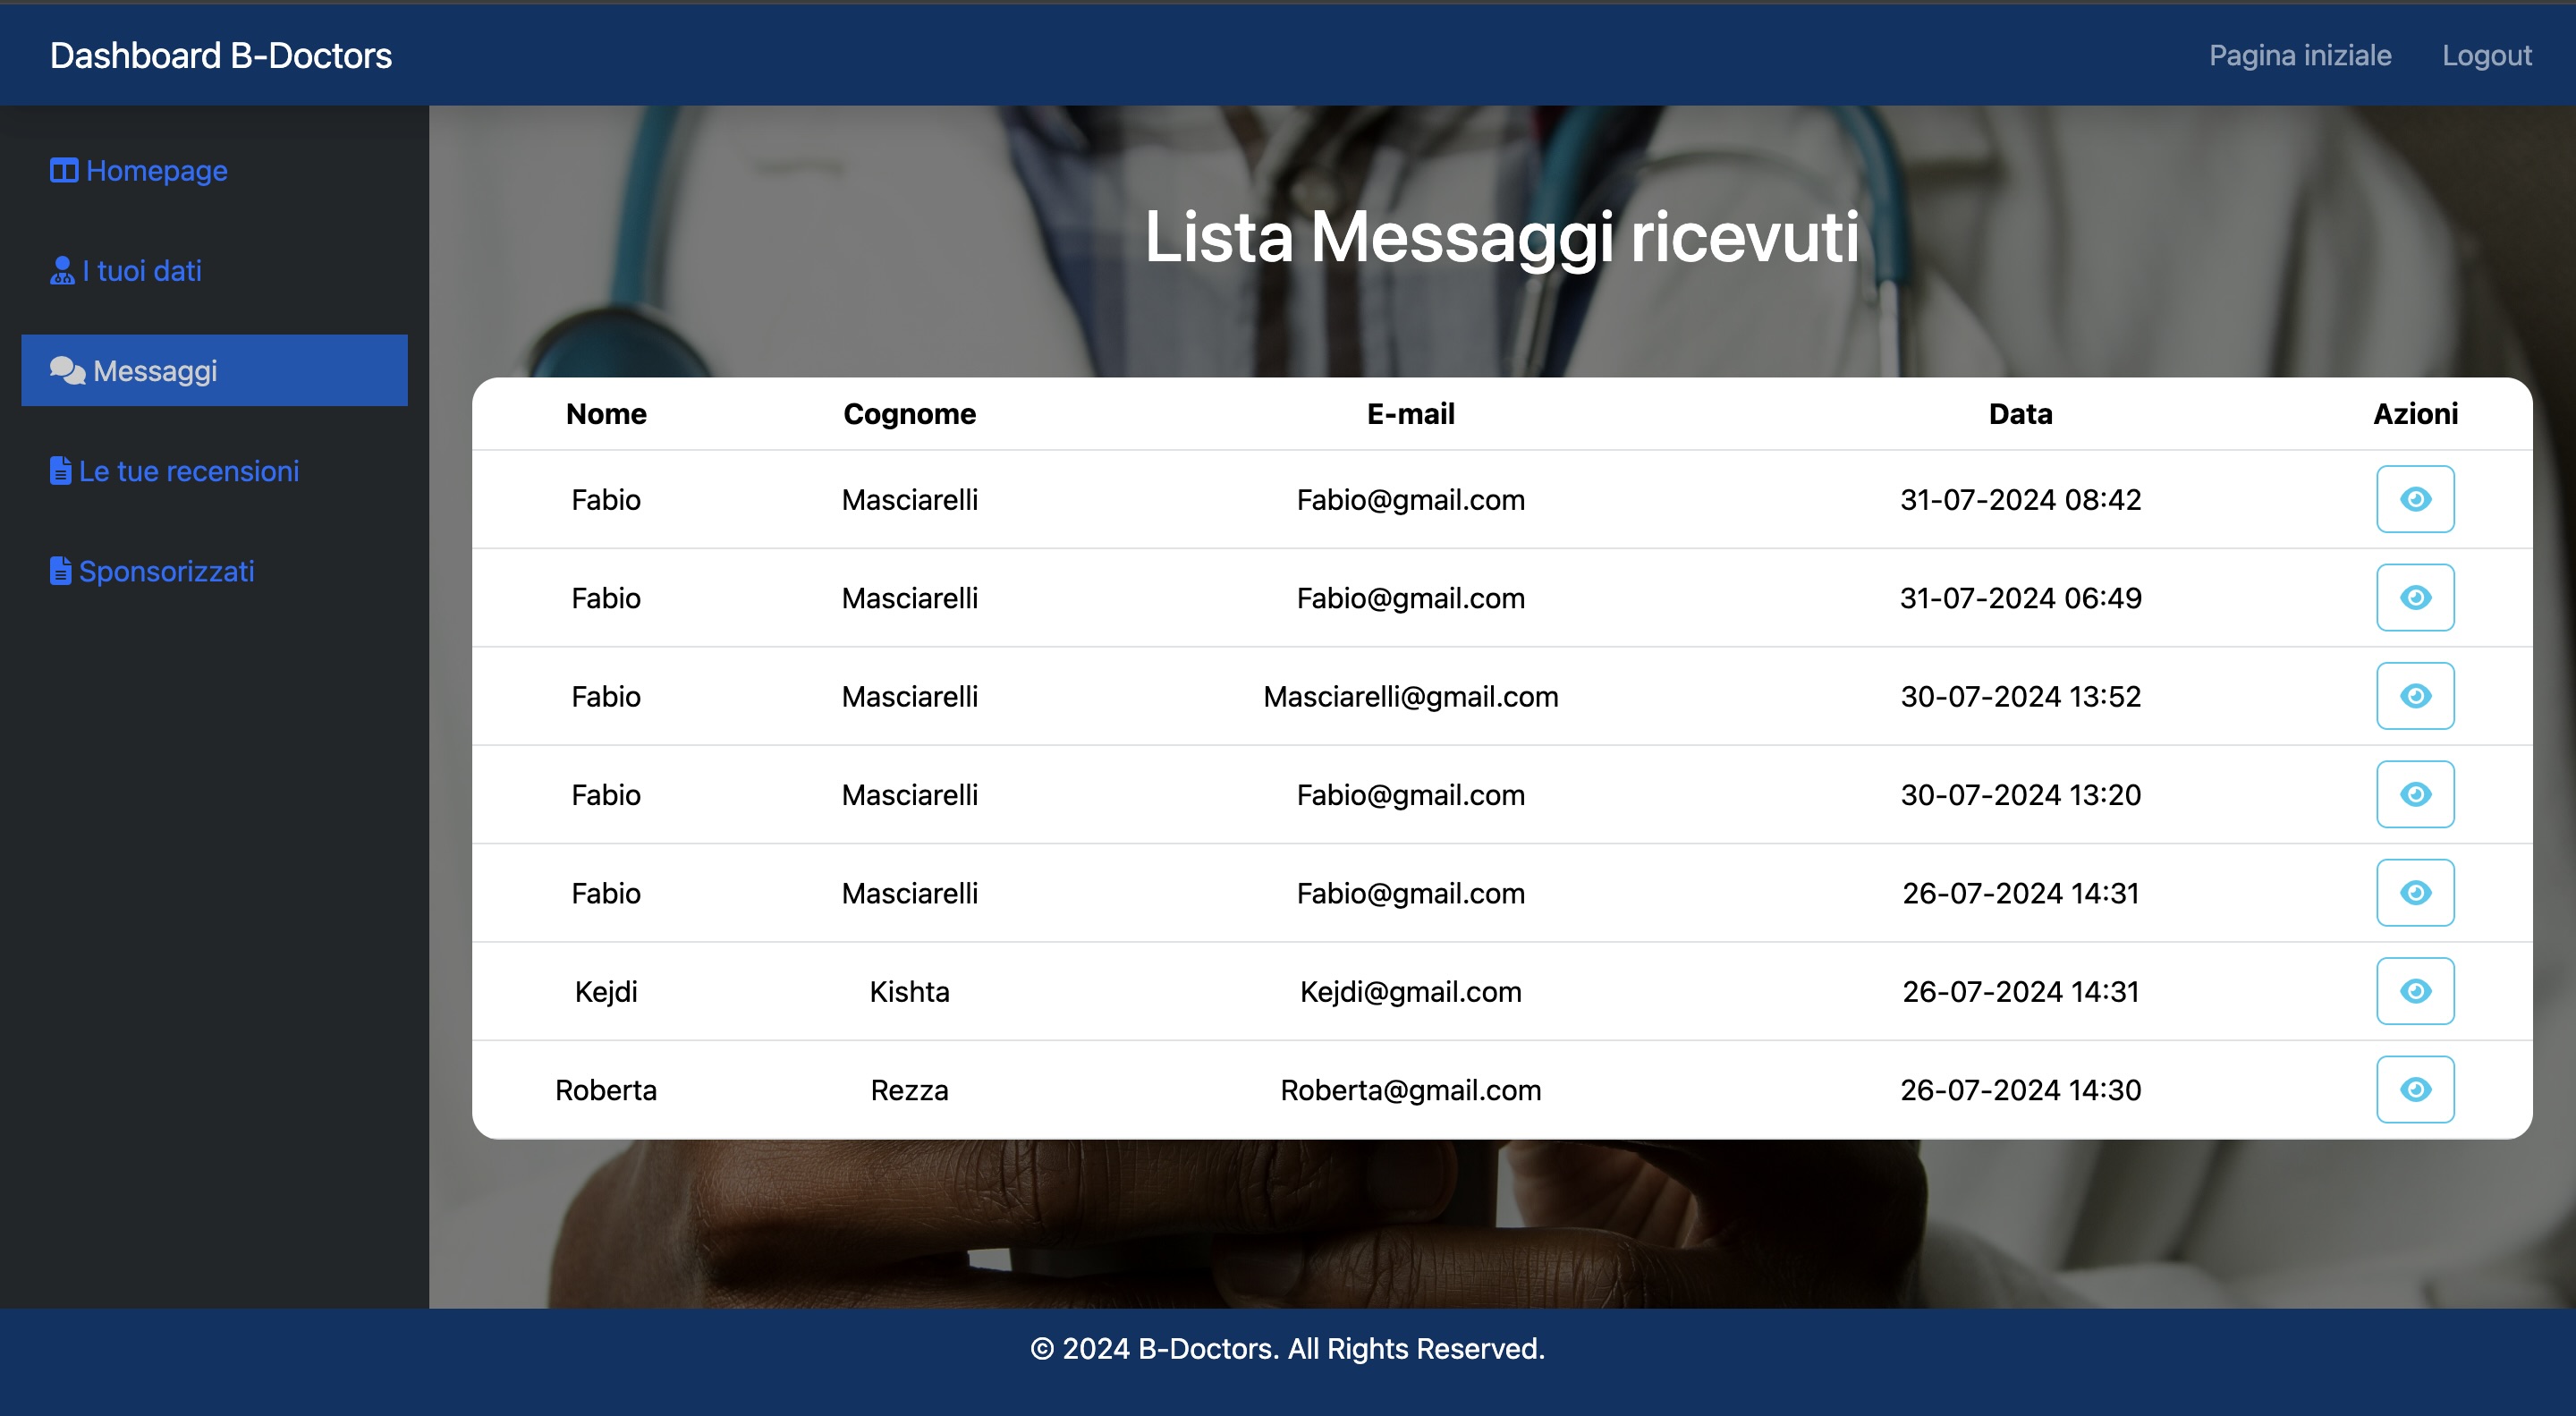 Dashboard B-Doctors
Pagina iniziale
Logout
Homepage
I tuoi dati
Messaggi
Le tue recensioni
Sponsorizzati
Lista Messaggi ricevuti
Nome Cognome E-mail Data Azioni
Fabio Masciarelli Fabio@gmail.com 31-07-2024 08:42
Fabio Masciarelli Fabio@gmail.com 31-07-2024 06:49
Fabio Masciarelli Masciarelli@gmail.com 30-07-2024 13:52
Fabio Masciarelli Fabio@gmail.com 30-07-2024 13:20
Fabio Masciarelli Fabio@gmail.com 26-07-2024 14:31
Kejdi Kishta Kejdi@gmail.com 26-07-2024 14:31
Roberta Rezza Roberta@gmail.com 26-07-2024 14:30
© 2024 B-Doctors. All Rights Reserved.